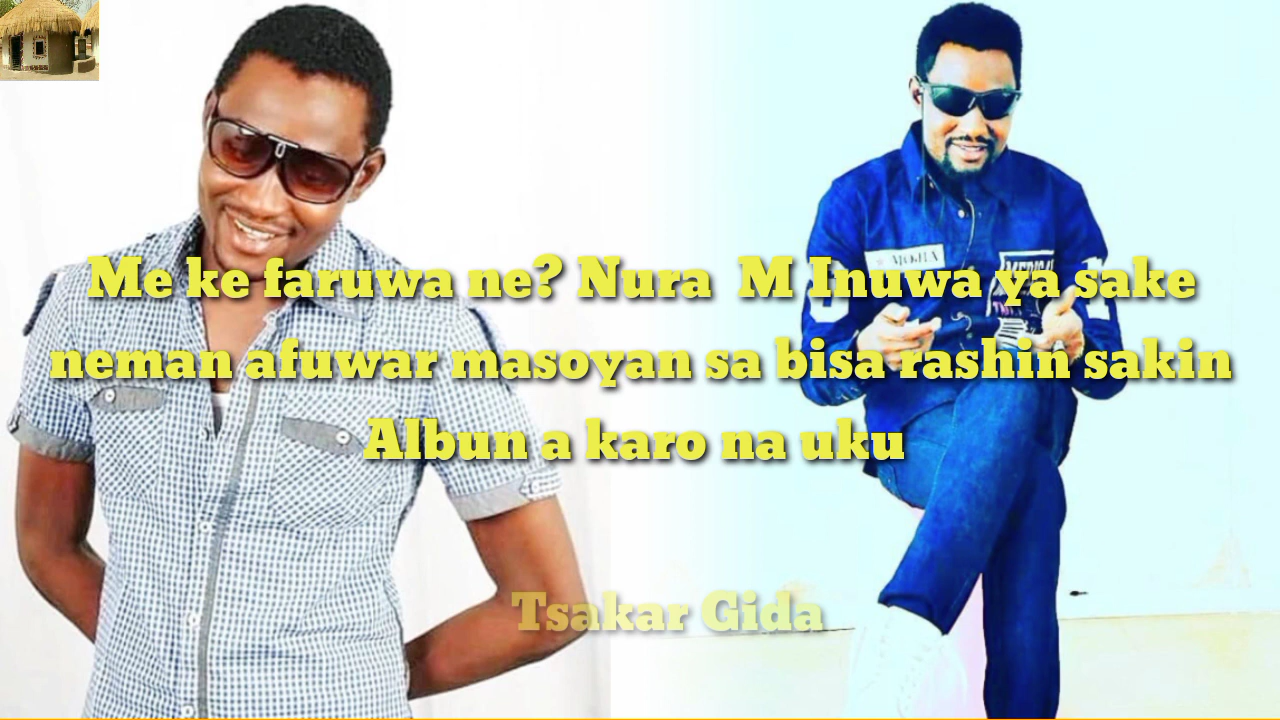 Me ke faruwa ne? Nura M Inuwa ya sake
neman afuwar masoyan sa bisa rashin sakin
Albun a karo na uku
Tsakar Gida